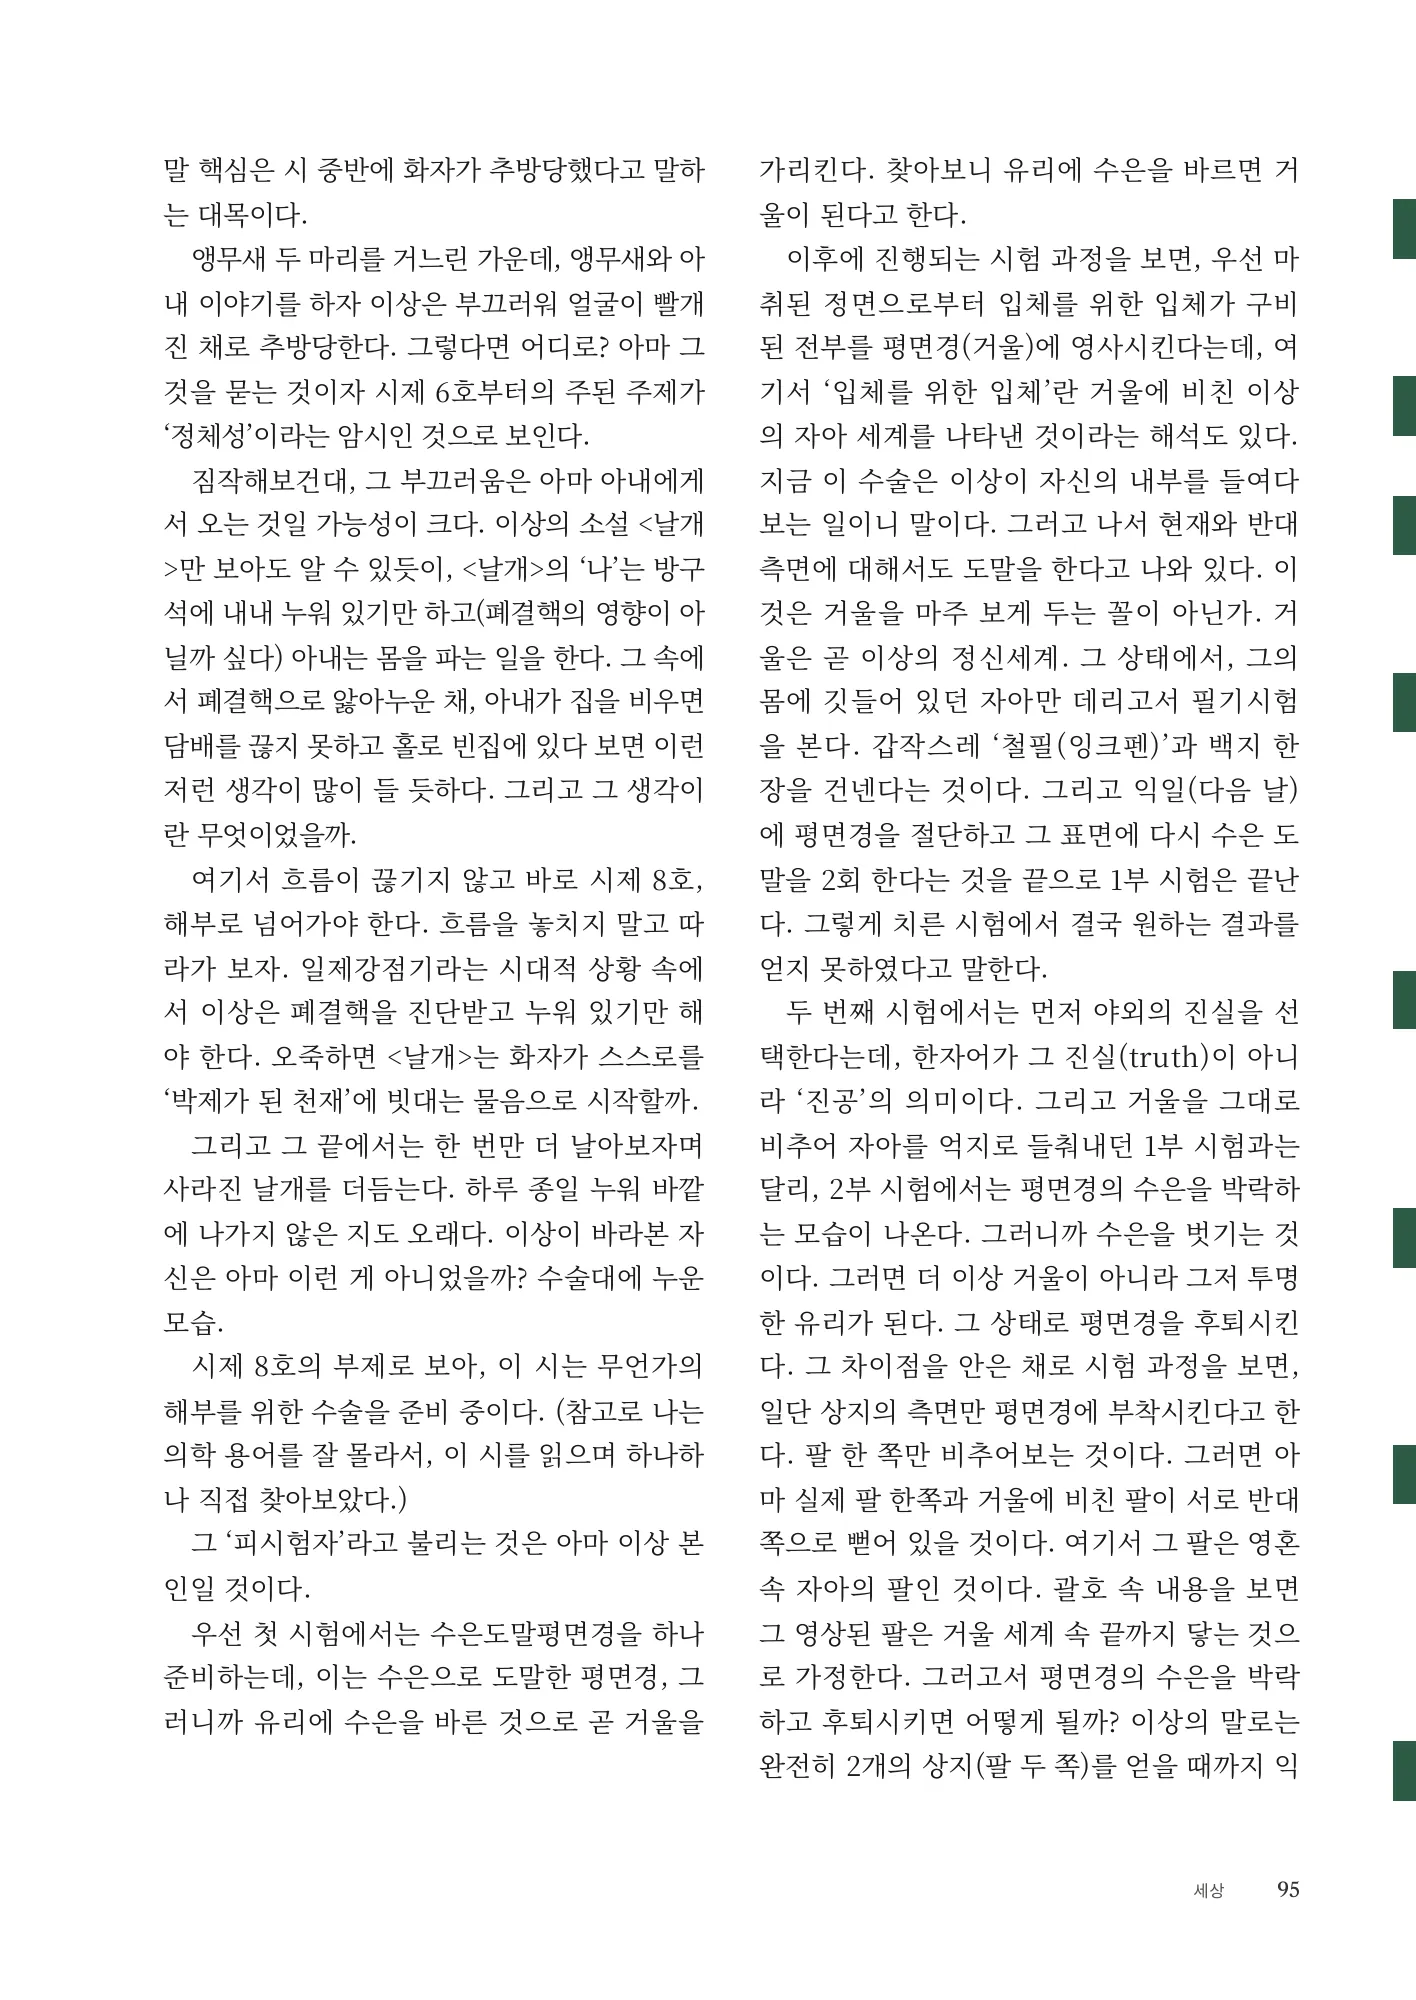 말 핵심은 시 중반에 화자가 추방당했다고 말하
는 대목이다.
앵무새 두 마리를 거느린 가운데, 앵무새와 아
내 이야기를 하자 이상은 부끄러워 얼굴이 빨개
진 채로 추방당한다. 그렇다면 어디로? 아마 그
것을 묻는 것이자 시제 6호부터의 주된 주제가
‘정체성’이라는 암시인 것으로 보인다.
짐작해보건대, 그 부끄러움은 아마 아내에게
서 오는 것일 가능성이 크다. 이상의 소설 <날개
>만 보아도 알 수 있듯이, <날개>의 ‘나’는 방구
석에 내내 누워 있기만 하고(폐결핵의 영향이 아
닐까 싶다) 아내는 몸을 파는 일을 한다. 그 속에
서 폐결핵으로 앓아누운 채, 아내가 집을 비우면
담배를 끊지 못하고 홀로 빈집에 있다 보면 이런
저런 생각이 많이 들 듯하다. 그리고 그 생각이
란 무엇이었을까.
여기서 흐름이 끊기지 않고 바로 시제 8호,
해부로 넘어가야 한다. 흐름을 놓치지 말고 따
라가 보자. 일제강점기라는 시대적 상황 속에
서 이상은 폐결핵을 진단받고 누워 있기만 해
야 한다. 오죽하면 <날개>는 화자가 스스로를
‘박제가 된 천재’에 빗대는 물음으로 시작할까.
그리고 그 끝에서는 한 번만 더 날아보자며
사라진 날개를 더듬는다. 하루 종일 누워 바깥
에 나가지 않은 지도 오래다. 이상이 바라본 자
신은 아마 이런 게 아니었을까? 수술대에 누운
모습.
시제 8호의 부제로 보아, 이 시는 무언가의
해부를 위한 수술을 준비 중이다. (참고로 나는
의학 용어를 잘 몰라서, 이 시를 읽으며 하나하
나 직접 찾아보았다.)
그 ‘피시험자’라고 불리는 것은 아마 이상 본
인일 것이다.
우선 첫 시험에서는 수은도말평면경을 하나
준비하는데, 이는 수은으로 도말한 평면경, 그
러니까 유리에 수은을 바른 것으로 곧 거울을
가리킨다. 찾아보니 유리에 수은을 바르면 거
울이 된다고 한다.
이후에 진행되는 시험 과정을 보면, 우선 마
취된 정면으로부터 입체를 위한 입체가 구비
된 전부를 평면경(거울)에 영사시킨다는데, 여
기서 ‘입체를 위한 입체’란 거울에 비친 이상
의 자아 세계를 나타낸 것이라는 해석도 있다.
지금 이 수술은 이상이 자신의 내부를 들여다
보는 일이니 말이다. 그러고 나서 현재와 반대
측면에 대해서도 도말을 한다고 나와 있다. 이
것은 거울을 마주 보게 두는 꼴이 아닌가. 거
울은 곧 이상의 정신세계. 그 상태에서, 그의
몸에 깃들어 있던 자아만 데리고서 필기시험
을 본다. 갑작스레 ‘철필(잉크펜)’과 백지 한
장을 건넨다는 것이다. 그리고 익일(다음 날)
에 평면경을 절단하고 그 표면에 다시 수은 도
말을 2회 한다는 것을 끝으로 1부 시험은 끝난
다. 그렇게 치른 시험에서 결국 원하는 결과를
얻지 못하였다고 말한다.
두 번째 시험에서는 먼저 야외의 진실을 선
택한다는데, 한자어가 그 진실(truth)이 아니
라 ‘진공’의 의미이다. 그리고 거울을 그대로
비추어 자아를 억지로 들춰내던 1부 시험과는
달리, 2부 시험에서는 평면경의 수은을 박락하
는 모습이 나온다. 그러니까 수은을 벗기는 것
이다. 그러면 더 이상 거울이 아니라 그저 투명
한 유리가 된다. 그 상태로 평면경을 후퇴시킨
다. 그 차이점을 안은 채로 시험 과정을 보면,
일단 상지의 측면만 평면경에 부착시킨다고 한
다. 팔 한 쪽만 비추어보는 것이다. 그러면 아
마 실제 팔 한쪽과 거울에 비친 팔이 서로 반대
쪽으로 뻗어 있을 것이다. 여기서 그 팔은 영혼
속 자아의 팔인 것이다. 괄호 속 내용을 보면
그 영상된 팔은 거울 세계 속 끝까지 닿는 것으
로 가정한다. 그러고서 평면경의 수은을 박락
하고 후퇴시키면 어떻게 될까? 이상의 말로는
완전히 2개의 상지(팔 두 쪽)를 얻을 때까지 익
세상 95